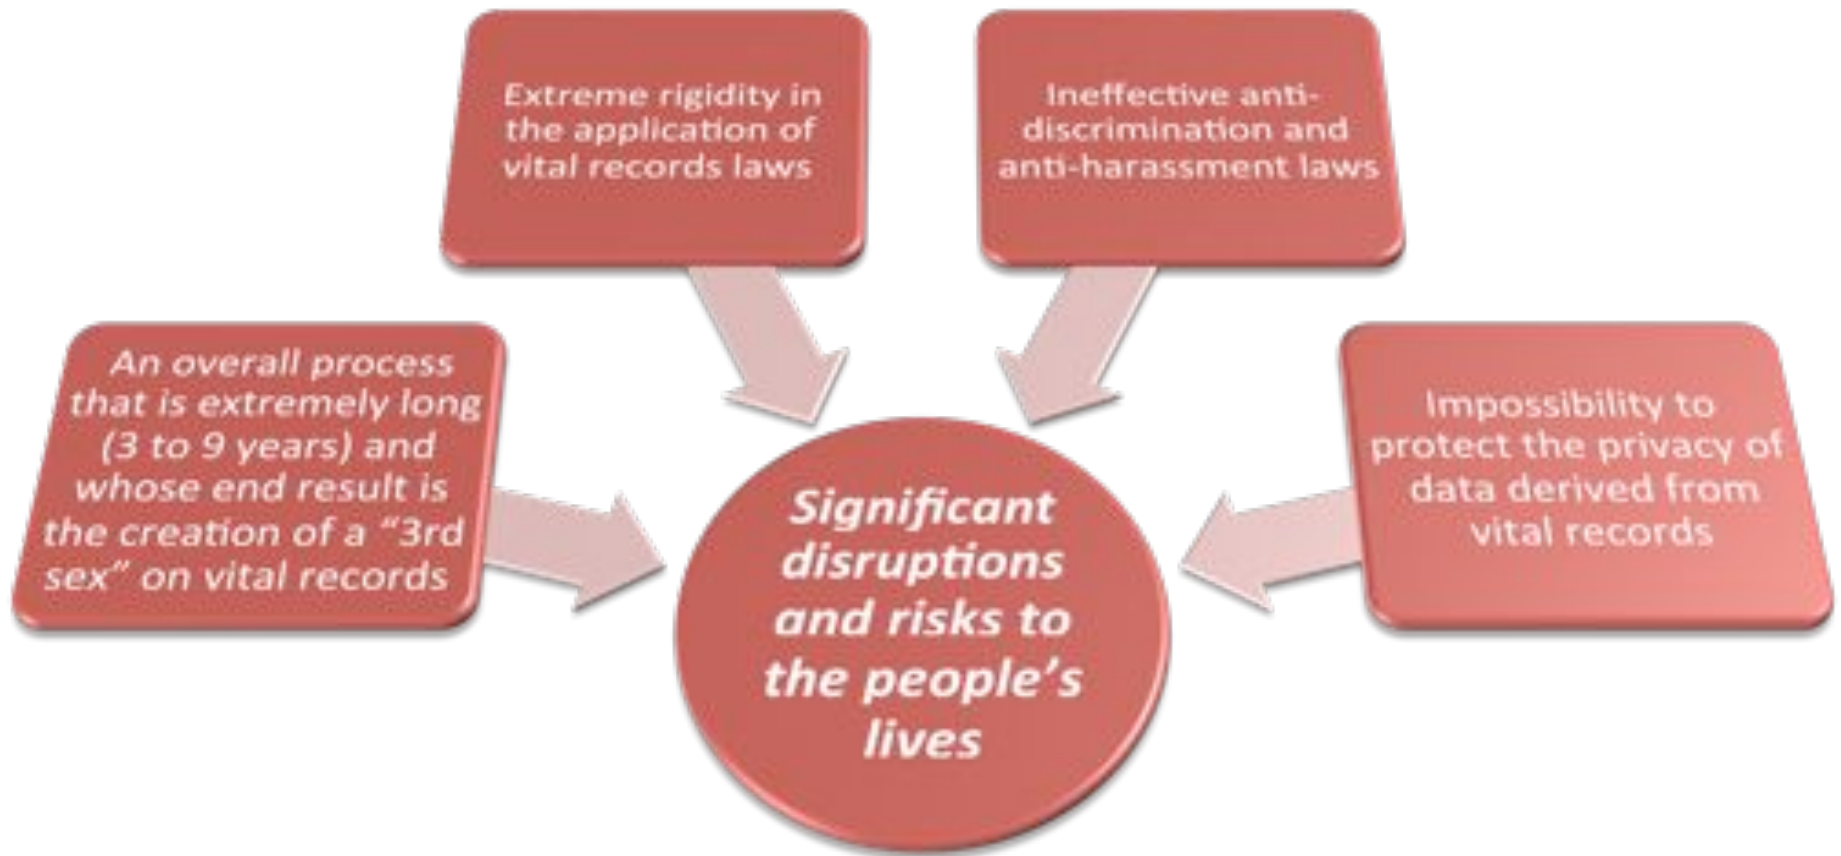 Extreme rigidity in
the application of
vital records laws
Ineffective anti-
discrimination and
anti-harassment laws
An overall process
that is extremely long
(3 to 9 years) and
whose end result is
the creation of a “3rd
sex” on vital records
Impossibility to
protect the privacy of
data derived from
vital records
Significant
disruptions
and risks to
the people’s
lives